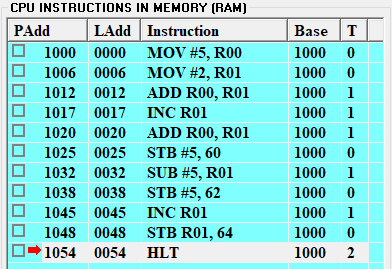 CPU INSTRUCTIONS IN MEMORY (RAM)
PAdd LAdd Instruction Base T
1000 0000 MOV #5, R00 1000 0
1006 0006 MOV #2, R01 1000 0
1012 0012 ADD R00, R01 1000 1
1017 0017 INC R01 1000 1
1020 0020 ADD R00, R01 1000 1
1025 0025 STB #5, 60 1000 0
1032 0032 SUB #5, R01 1000 1
1038 0038 STB #5, 62 1000 0
1045 0045 INC R01 1000 1
1048 0048 STB R01, 64 1000 0
1054 0054 HLT 1000 2